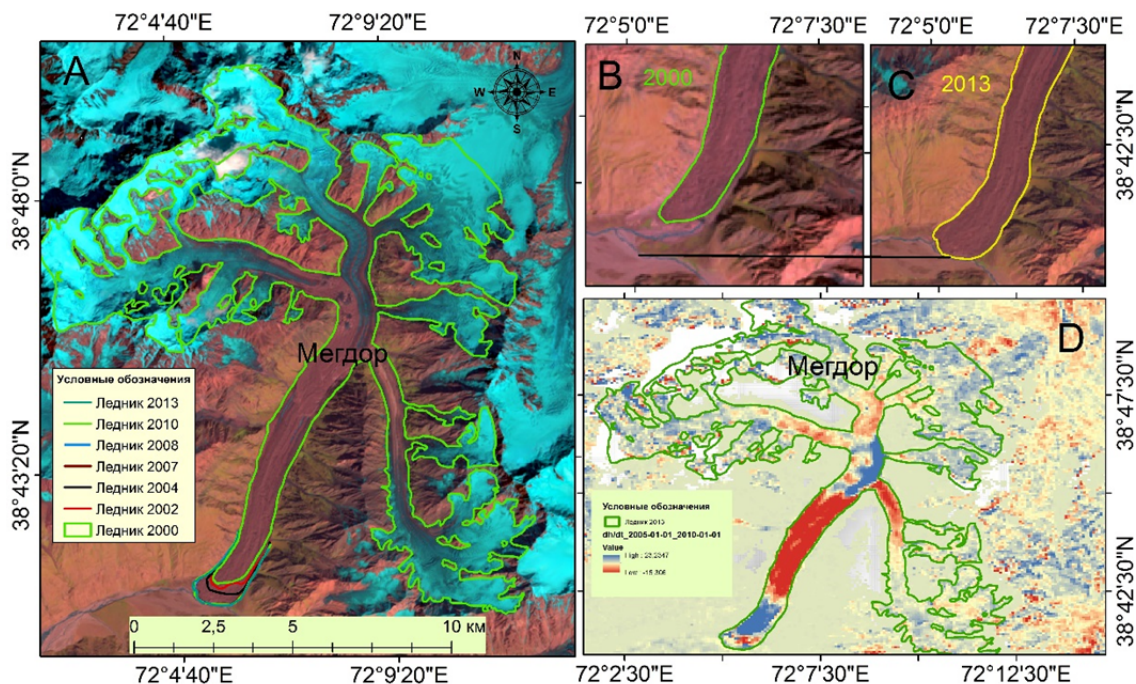 72°4'40"E
72°9'20"E
A
N
W
E
S
38°48'0"N
38°43'20"N
Мегдор
Условные обозначения
Ледник 2013
Ледник 2010
Ледник 2008
Ледник 2007
Ледник 2004
Ледник 2002
Ледник 2000
0
2,5
5
10 км
72°4'40"E
72°9'20"E
72°5'0"E
72°7'30"E
B
2000
72°5'0"E
72°7'30"E
C
2013
38°42'30"N
D
Мегдор
38°47'30"N
38°42'30"N
Условные обозначения
Ледник 2013
dh/dt_2005-01-01_2010-01-01
Value
72°2'30"E
72°7'30"E
72°12'30"E